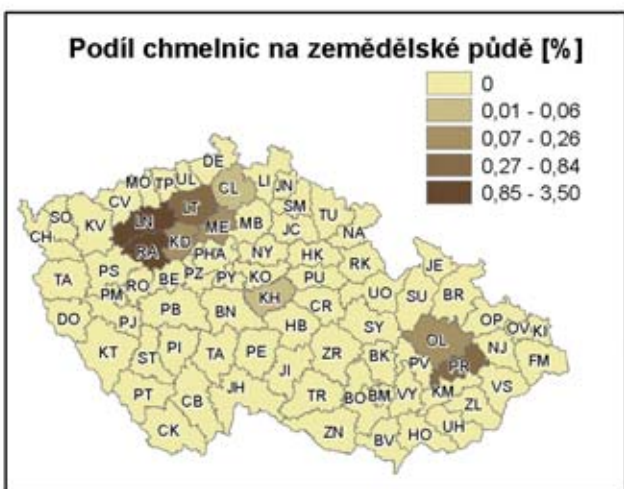 Podíl chmelnic na zemědělské půdě [%]
0
0,01 - 0,06
0,07 - 0,26
0,27 - 0,84
0,85 - 3,50
DE
MO TP UL CL LI JN
SO CV LT SM TU
CH KV LN ME MB JC NA
RA KD PHA NY HK RK
TA PS RO BE PZ PY KO PU JE
PM KH UO SU BR
DO PJ PB BN CR OP OV KI
HB SY OL
KT ST PI TA PE ZR BK PV PR NJ FM
JI
PT CB JH TR BO BM VY KM VS
ZL
CK ZN BV HO UH